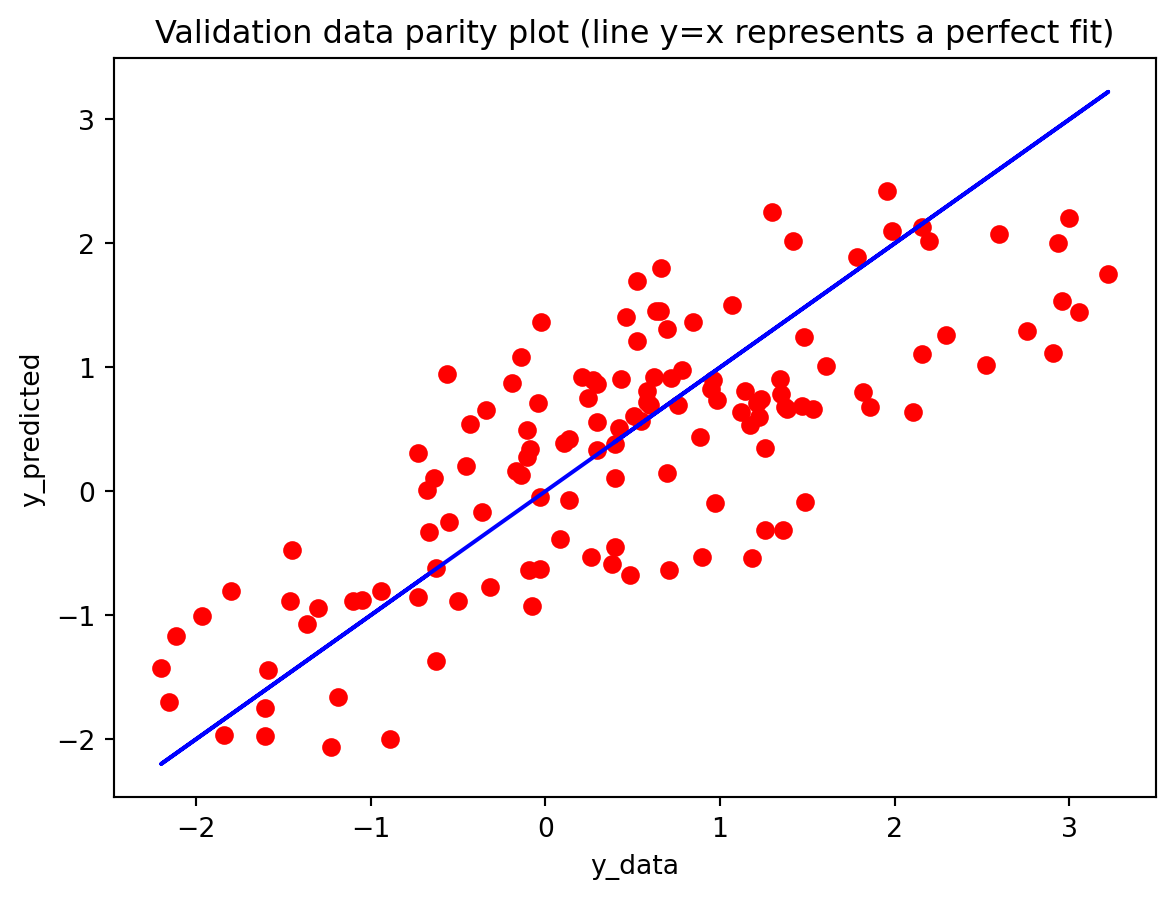 Validation data parity plot (line y=x represents a perfect fit)
3
2
1
0
−1
−2
y_predicted
−2 −1 0 1 2 3
y_data